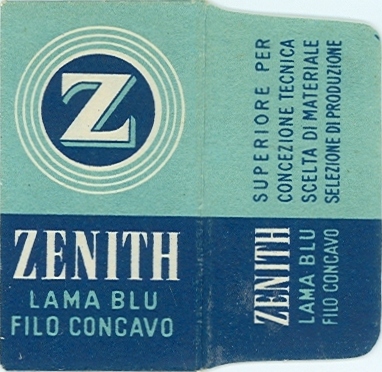 Z
ZENITH
LAMA BLU
FILO CONCAVO
SUPERIORE PER
CONCEZIONE TECNICA
SCELTA DI MATERIALE
SELEZIONE DI PRODUZIONE
ZENITH
LAMA BLU
FILO CONCAVO